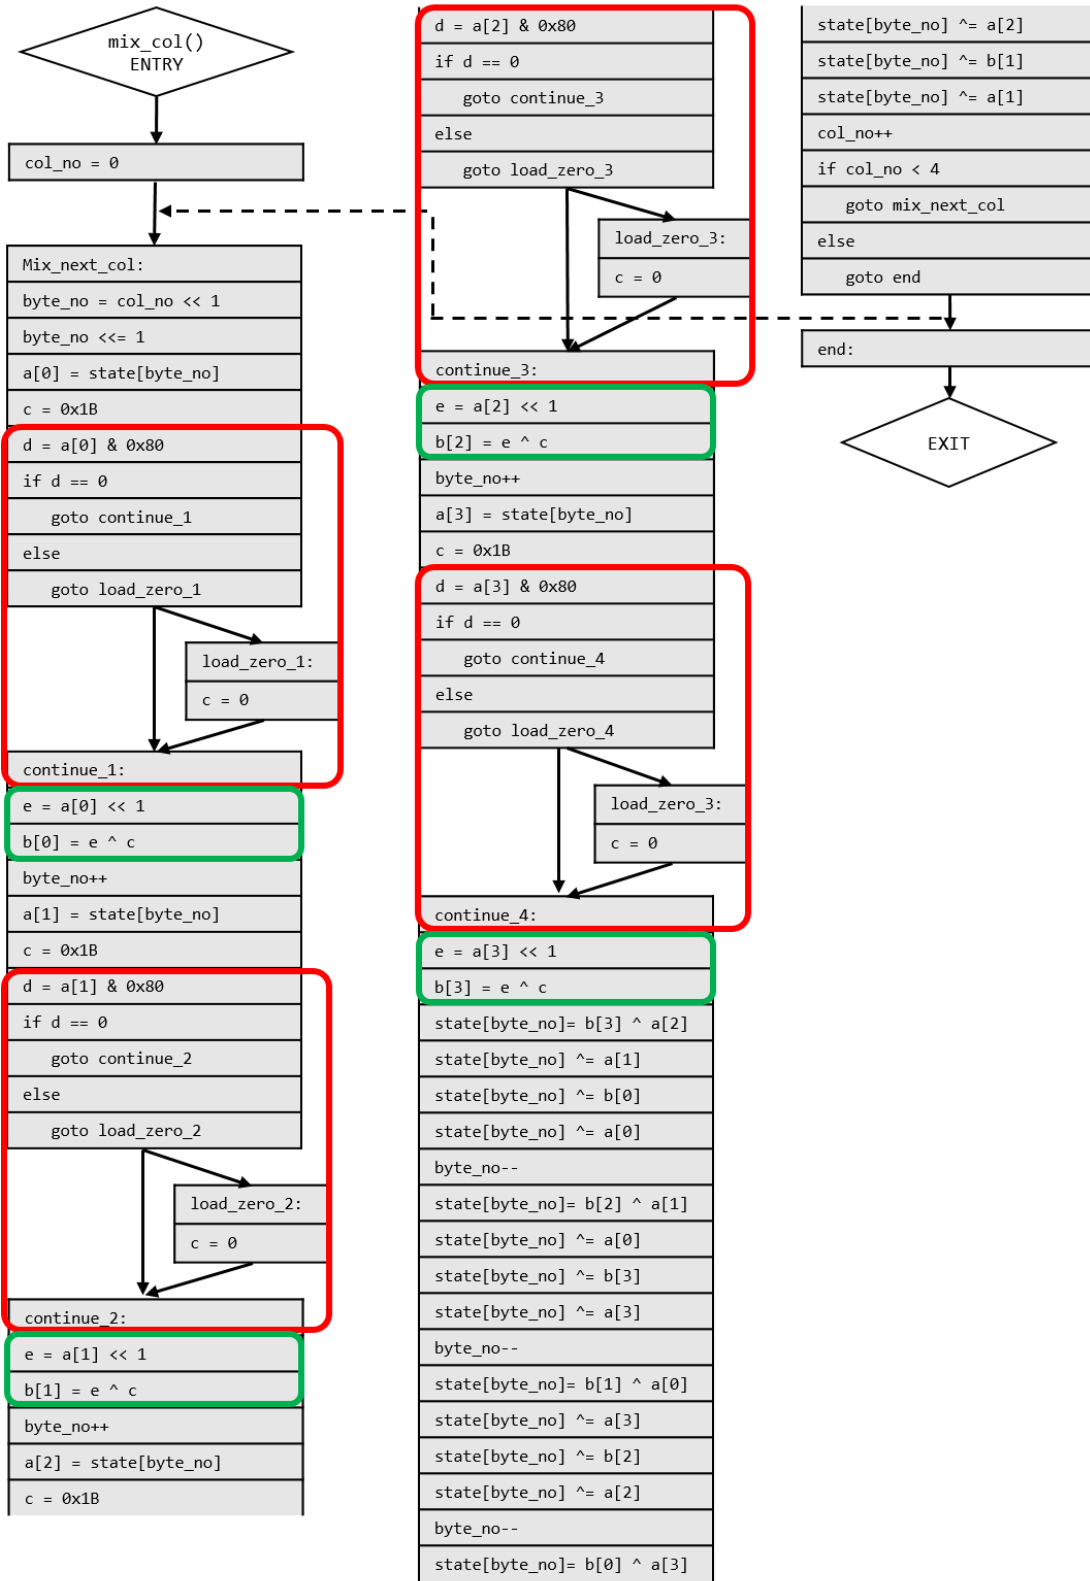 mix_col()
ENTRY
col_no = 0
Mix_next_col:
byte_no = col_no << 1
byte_no <<= 1
a[0] = state[byte_no]
c = 0x1B
d = a[0] & 0x80
if d == 0
goto continue_1
else
goto load_zero_1
load_zero_1:
c = 0
continue_1:
e = a[0] << 1
b[0] = e ^ c
byte_no++
a[1] = state[byte_no]
c = 0x1B
d = a[1] & 0x80
if d == 0
goto continue_2
else
goto load_zero_2
load_zero_2:
c = 0
continue_2:
e = a[1] << 1
b[1] = e ^ c
byte_no++
a[2] = state[byte_no]
c = 0x1B
d = a[2] & 0x80
if d == 0
goto continue_3
else
goto load_zero_3
load_zero_3:
c = 0
continue_3:
e = a[2] << 1
b[2] = e ^ c
byte_no++
a[3] = state[byte_no]
c = 0x1B
d = a[3] & 0x80
if d == 0
goto continue_4
else
goto load_zero_4
load_zero_3:
c = 0
continue_4:
e = a[3] << 1
b[3] = e ^ c
state[byte_no]= b[3] ^ a[2]
state[byte_no] ^= a[1]
state[byte_no] ^= b[0]
state[byte_no] ^= a[0]
byte_no--
state[byte_no]= b[2] ^ a[1]
state[byte_no] ^= a[0]
state[byte_no] ^= b[3]
state[byte_no] ^= a[3]
byte_no--
state[byte_no]= b[1] ^ a[0]
state[byte_no] ^= a[3]
state[byte_no] ^= b[2]
state[byte_no] ^= a[2]
byte_no--
state[byte_no]= b[0] ^ a[3]
state[byte_no] ^= a[2]
state[byte_no] ^= b[1]
state[byte_no] ^= a[1]
col_no++
if col_no < 4
goto mix_next_col
else
goto end
end:
EXIT